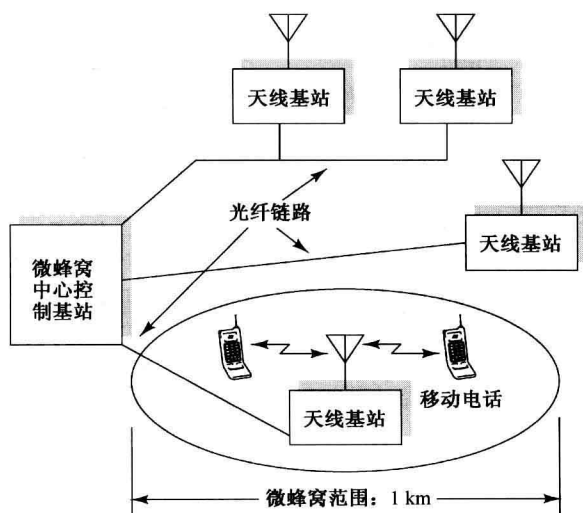 天线基站
天线基站
光纤链路
天线基站
微蜂窝
中心控
制基站
移动电话
天线基站
微蜂窝范围：1 km